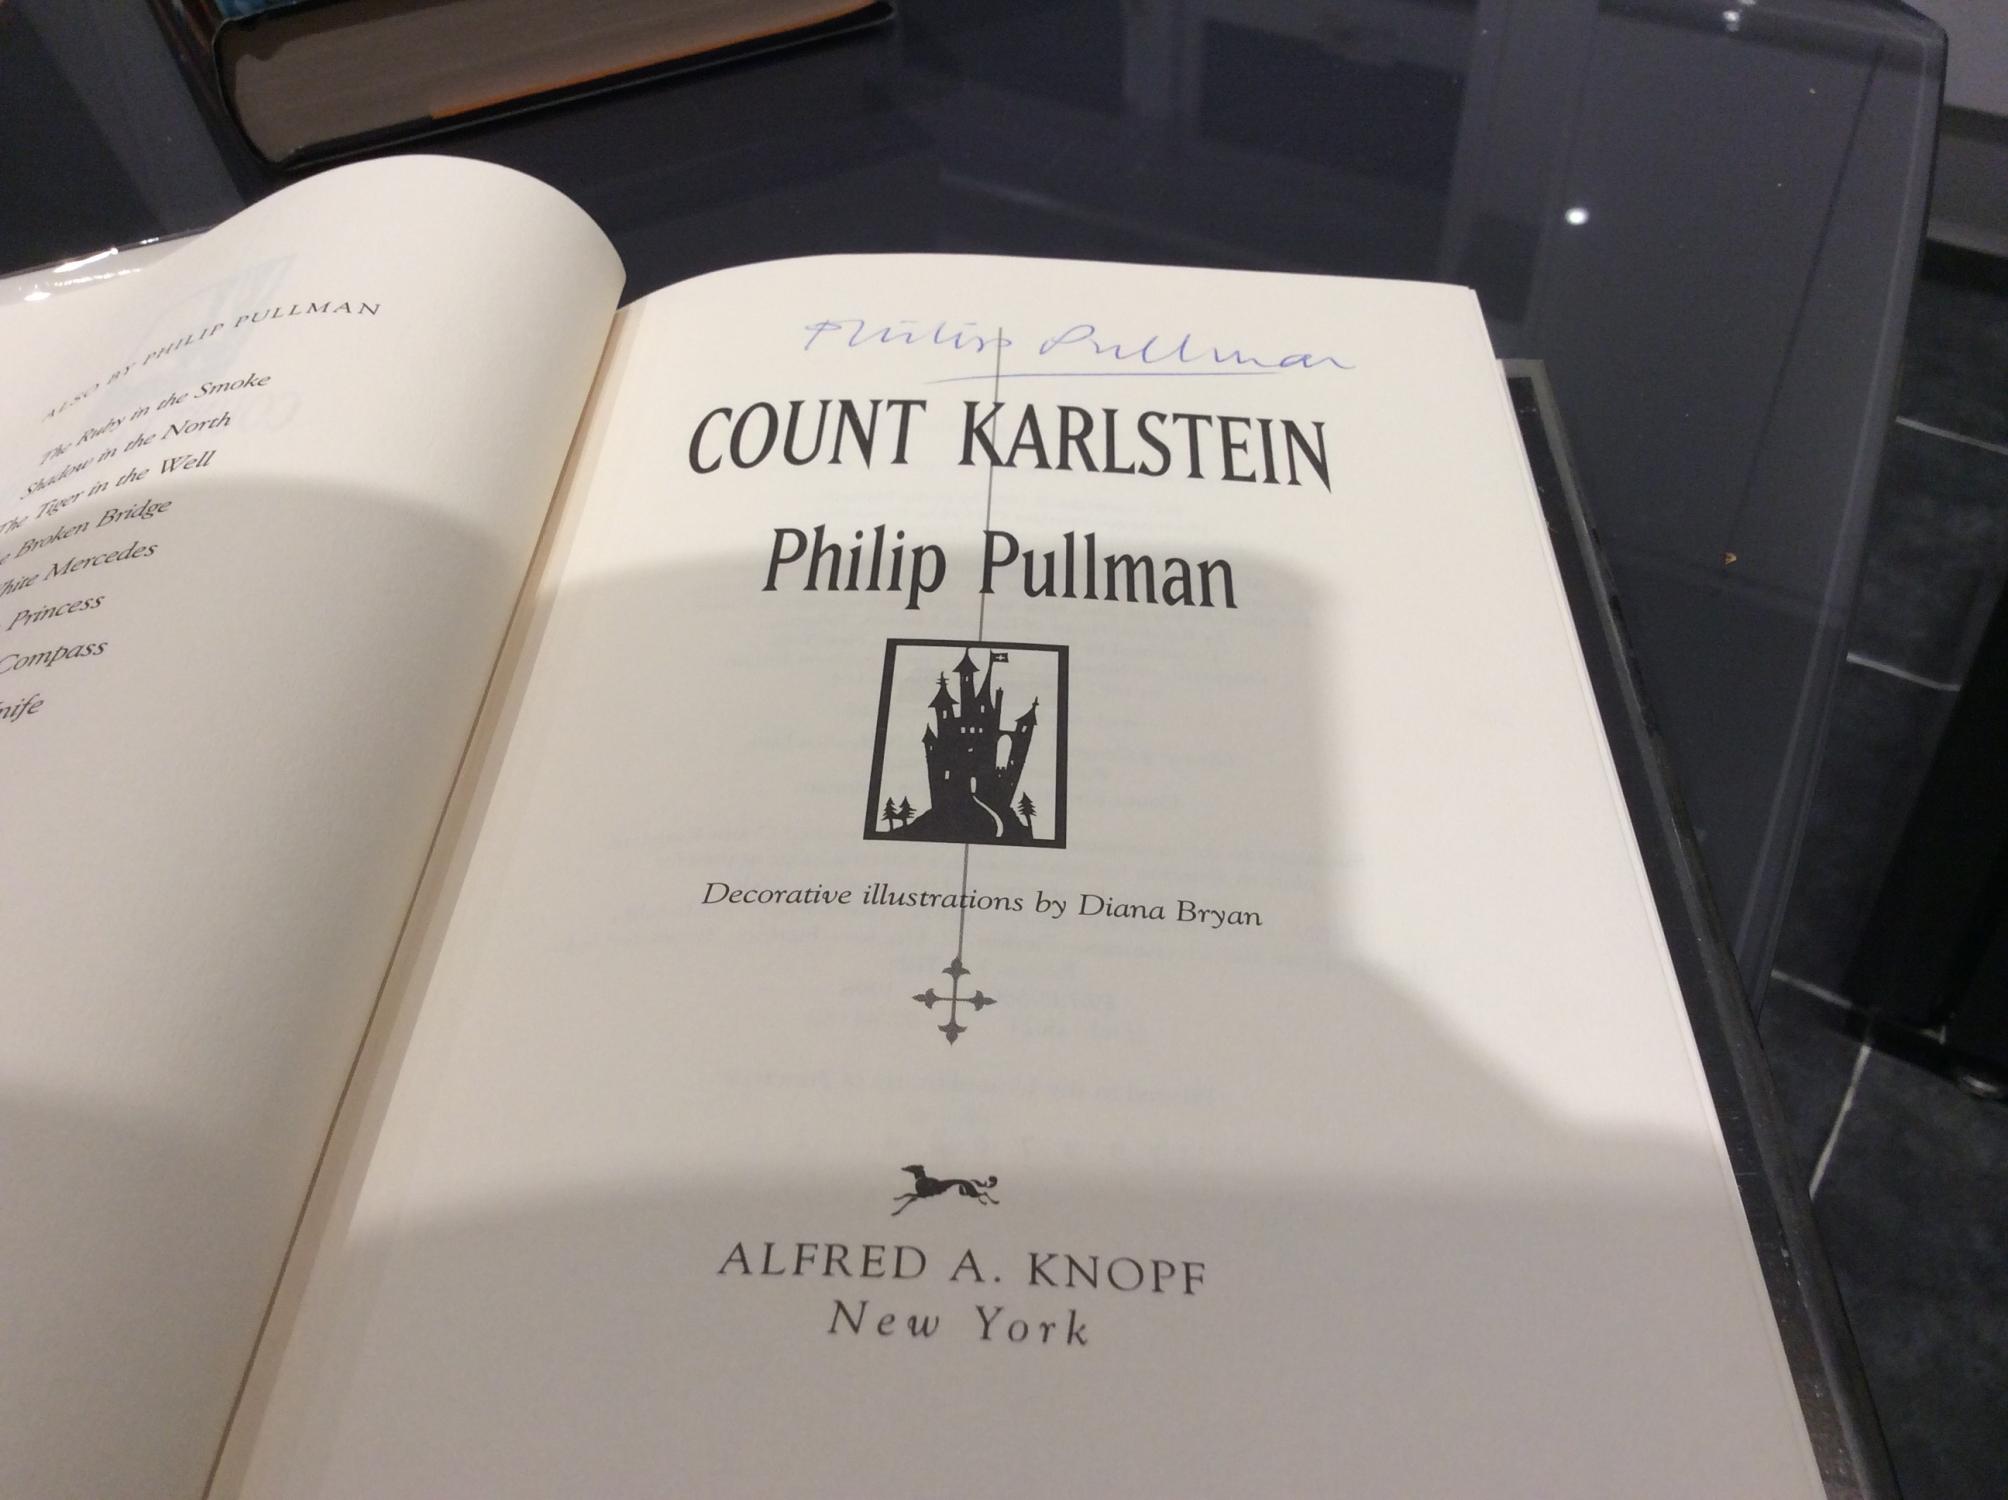 ALSO BY PHILIP PULLMAN
The Ruby in the Smoke
Shadow in the North
The Tiger in the Well
Broken Bridge
White Mercedes
Princess
Compass
Philip Pullman
COUNT KARLSTEIN
Philip Pullman
Decorative illustrations by Diana Bryan
ALFRED A. KNOPF
New York